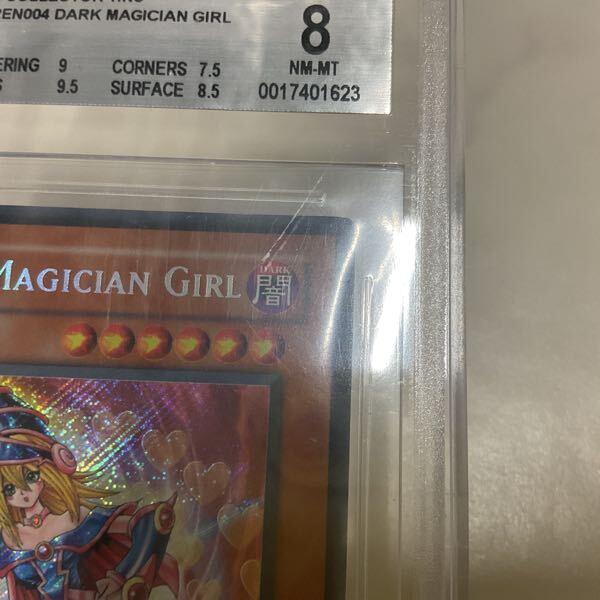 REN004 DARK MAGICIAN GIRL
8
ERING 9 CORNERS 7.5
NM-MT
S 9.5 SURFACE 8.5
0017401623
MAGICIAN GIRL
DARK
闇